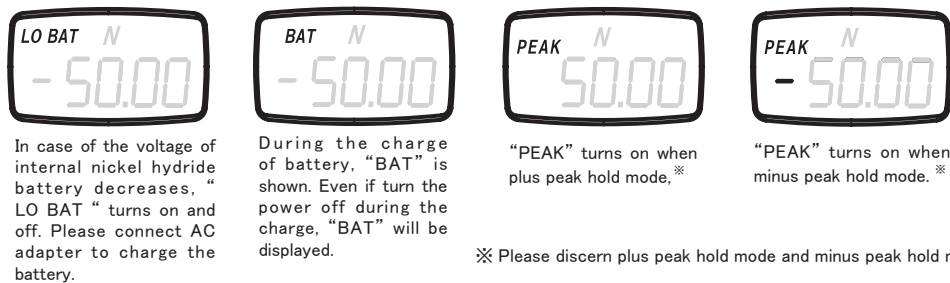 LO BAT N
-50.00
In case of the voltage of
internal nickel hydride
battery decreases, “
LO BAT “ turns on and
off. Please connect AC
adapter to charge the
battery.
BAT N
-50.00
During the charge
of battery, “BAT” is
shown. Even if turn the
power off during the
charge, “BAT” will be
displayed.
PEAK N
50.00
“PEAK” turns on when
plus peak hold mode,※
PEAK N
-50.00
“PEAK” turns on when
minus peak hold mode. ※
※ Please discern plus peak hold mode and minus peak hold